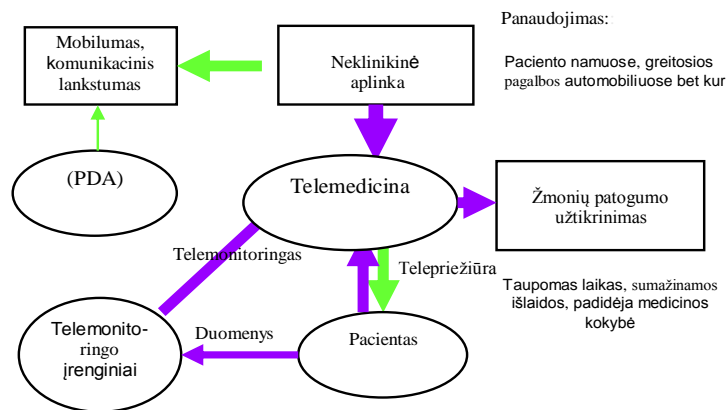 Panaudojimas:
Mobilumas,
komunikacinis
lankstumas
Neklinikinė
aplinka
Paciento namuose, greitosios
pagalbos automobiliuose bet kur
(PDA)
Telemedicina
Žmonių patogumo
užtikrinimas
Telemonitoringas
Telepriežiūra
Taupomas laikas, sumažinamos
išlaidos, padidėja medicinos
kokybė
Telemonito-
ringo
įrenginiai
Duomenys
Pacientas